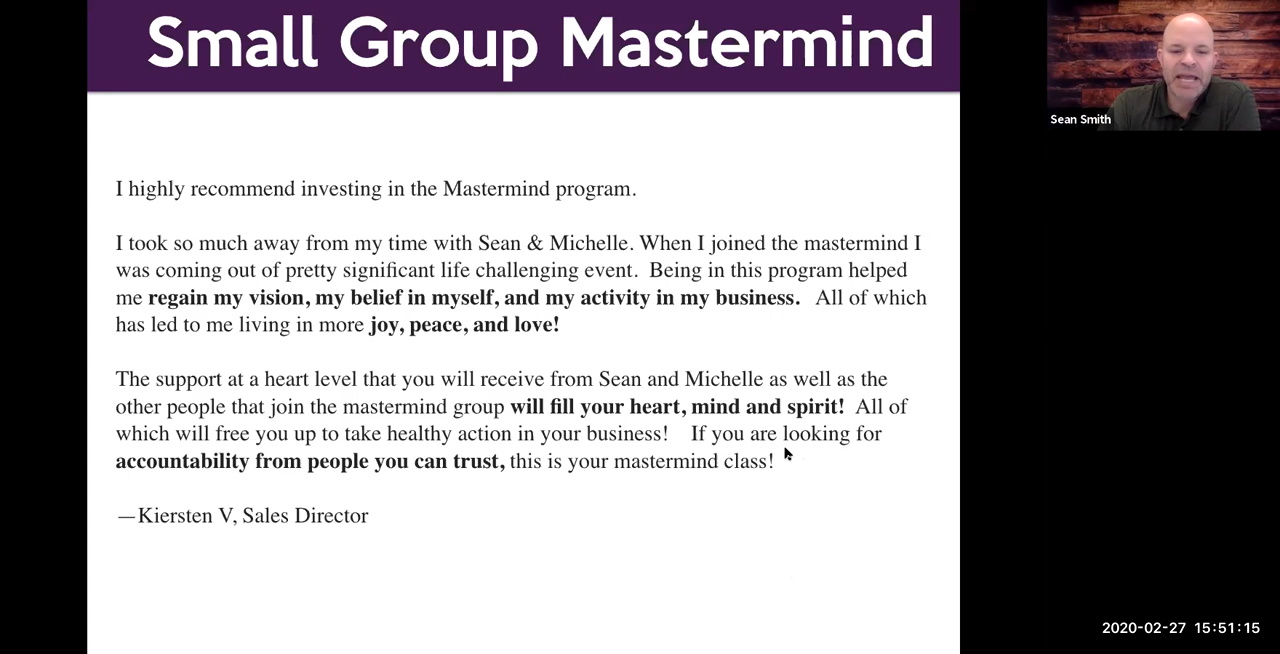 Small Group Mastermind
Sean Smith
I highly recommend investing in the Mastermind program.
I took so much away from my time with Sean & Michelle. When I joined the mastermind I
was coming out of pretty significant life challenging event.  Being in this program helped
me regain my vision, my belief in myself, and my activity in my business.   All of which
has led to me living in more joy, peace, and love!
The support at a heart level that you will receive from Sean and Michelle as well as the
other people that join the mastermind group will fill your heart, mind and spirit!  All of
which will free you up to take healthy action in your business!    If you are looking for
accountability from people you can trust, this is your mastermind class!
—Kiersten V, Sales Director
2020-02-27 15:51:15